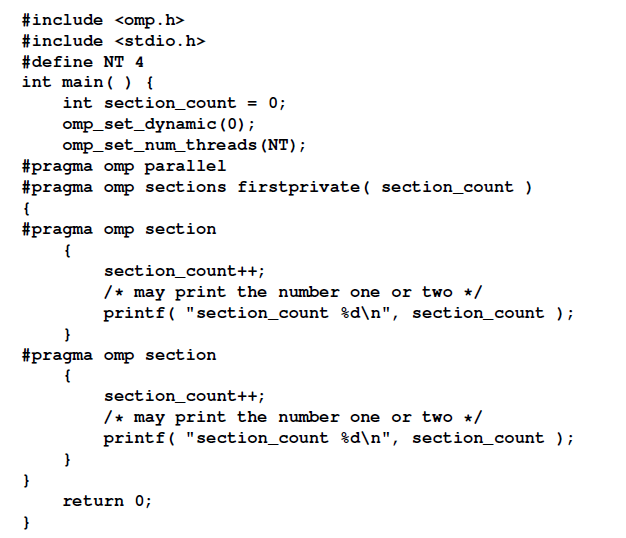 #include <omp.h>
#include <stdio.h>
#define NT 4
int main( ) {
    int section_count = 0;
    omp_set_dynamic(0);
    omp_set_num_threads(NT);
#pragma omp parallel
#pragma omp sections firstprivate( section_count )
{
#pragma omp section
    {
        section_count++;
        /* may print the number one or two */
        printf( "section_count %d\n", section_count );
    }
#pragma omp section
    {
        section_count++;
        /* may print the number one or two */
        printf( "section_count %d\n", section_count );
    }
}
    return 0;
}